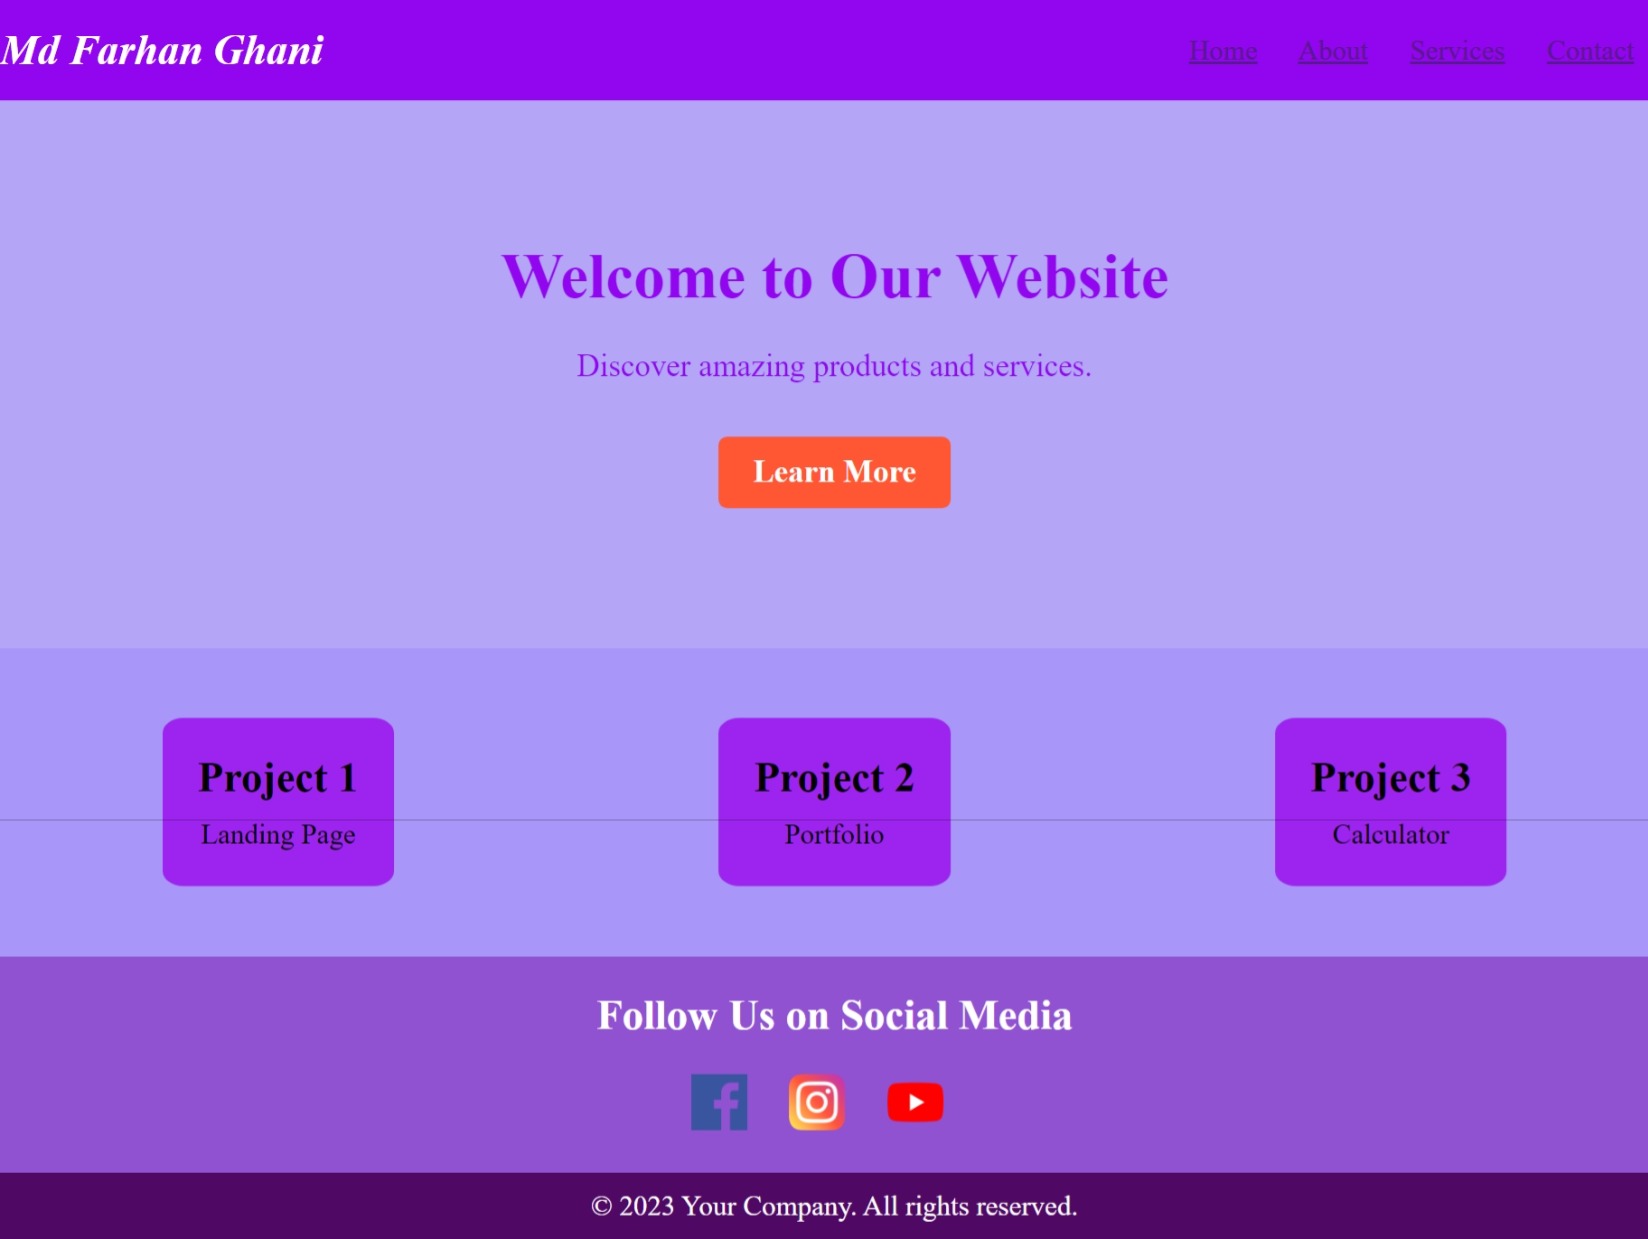 Md Farhan Ghani
Home About Services Contact
Welcome to Our Website
Discover amazing products and services.
Learn More
Project 1 Project 2 Project 3
Landing Page Portfolio Calculator
Follow Us on Social Media
© 2023 Your Company. All rights reserved.